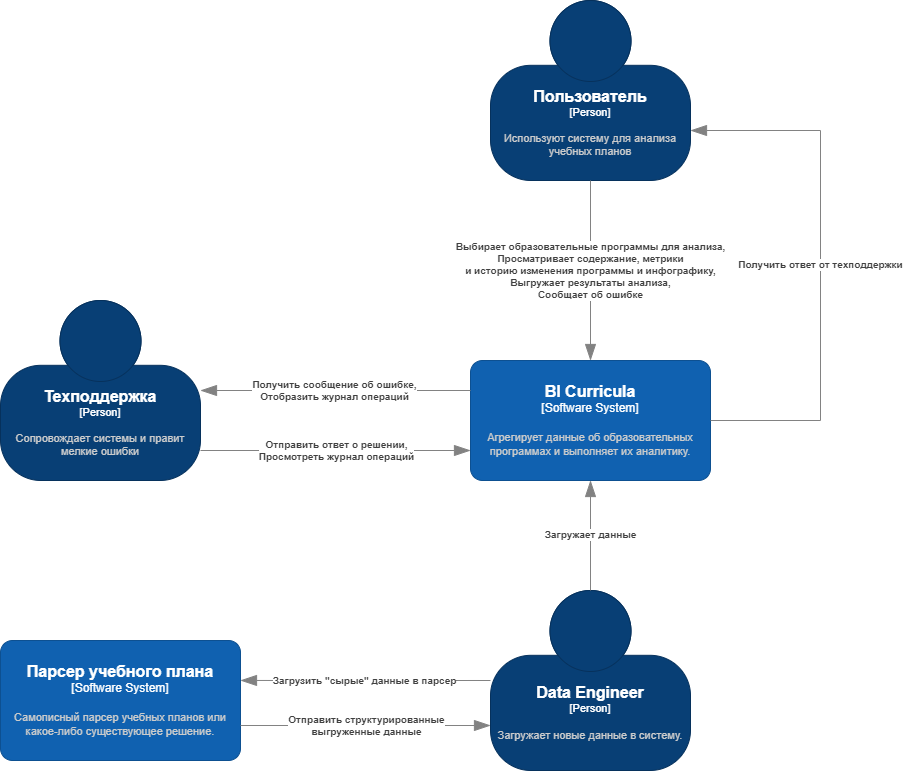 Пользователь
[Person]
Используют систему для анализа
учебных планов
Выбирает образовательные программы для анализа,
Просматривает содержание, метрики
и историю изменения программы и инфографику,
Выгружает результаты анализа,
Сообщает об ошибке
Получить ответ от техподдержки
Техподдержка
[Person]
Сопровождает системы и правит
мелкие ошибки
Получить сообщение об ошибке,
Отобразить журнал операций
Отправить ответ о решении,
Просмотреть журнал операций
BI Curricula
[Software System]
Агрегирует данные об образовательных
программах и выполняет их аналитику.
Загружает данные
Парсер учебного плана
[Software System]
Самописный парсер учебных планов или
какое-либо существующее решение.
Загрузить "сырые" данные в парсер
Отправить структурированные
выгруженные данные
Data Engineer
[Person]
Загружает новые данные в систему.